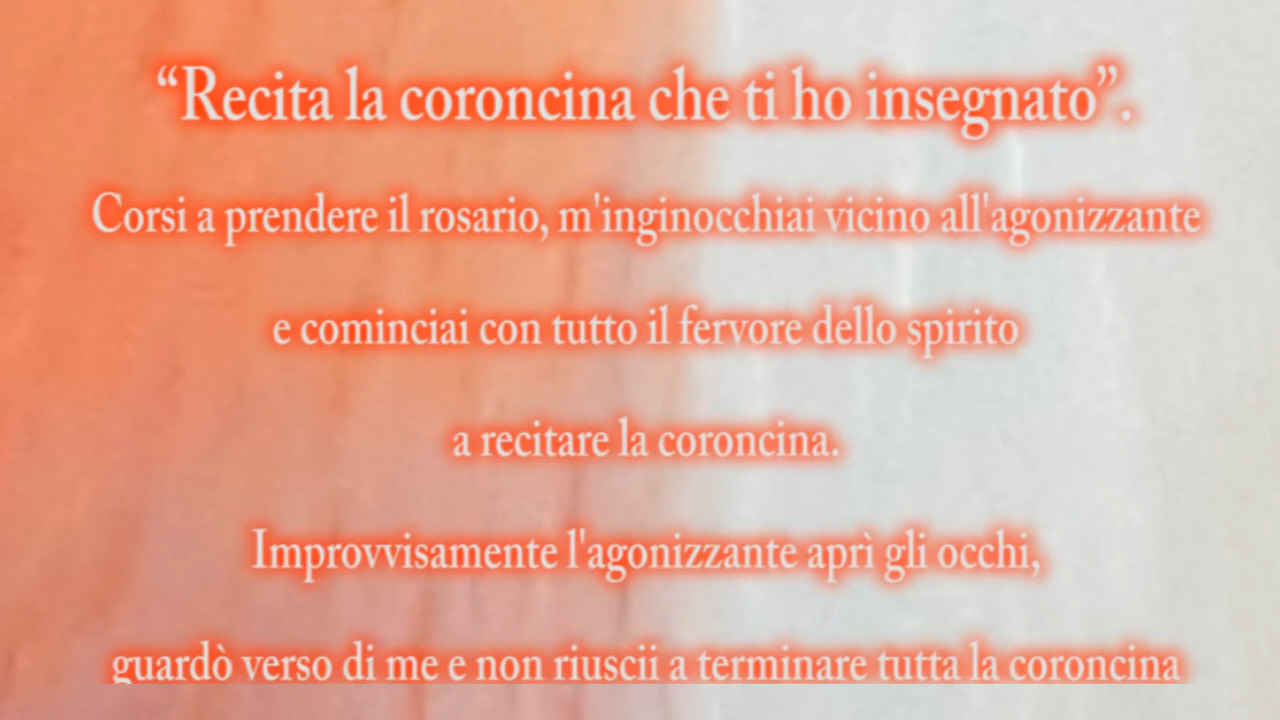 “Recita la coroncina che ti ho insegnato”.
Corsi a prendere il rosario, m'inginocchiai vicino all'agonizzante
e cominciai con tutto il fervore dello spirito
a recitare la coroncina.
Improvvisamente l'agonizzante aprì gli occhi,
guardò verso di me e non riuscii a terminare tutta la coroncina